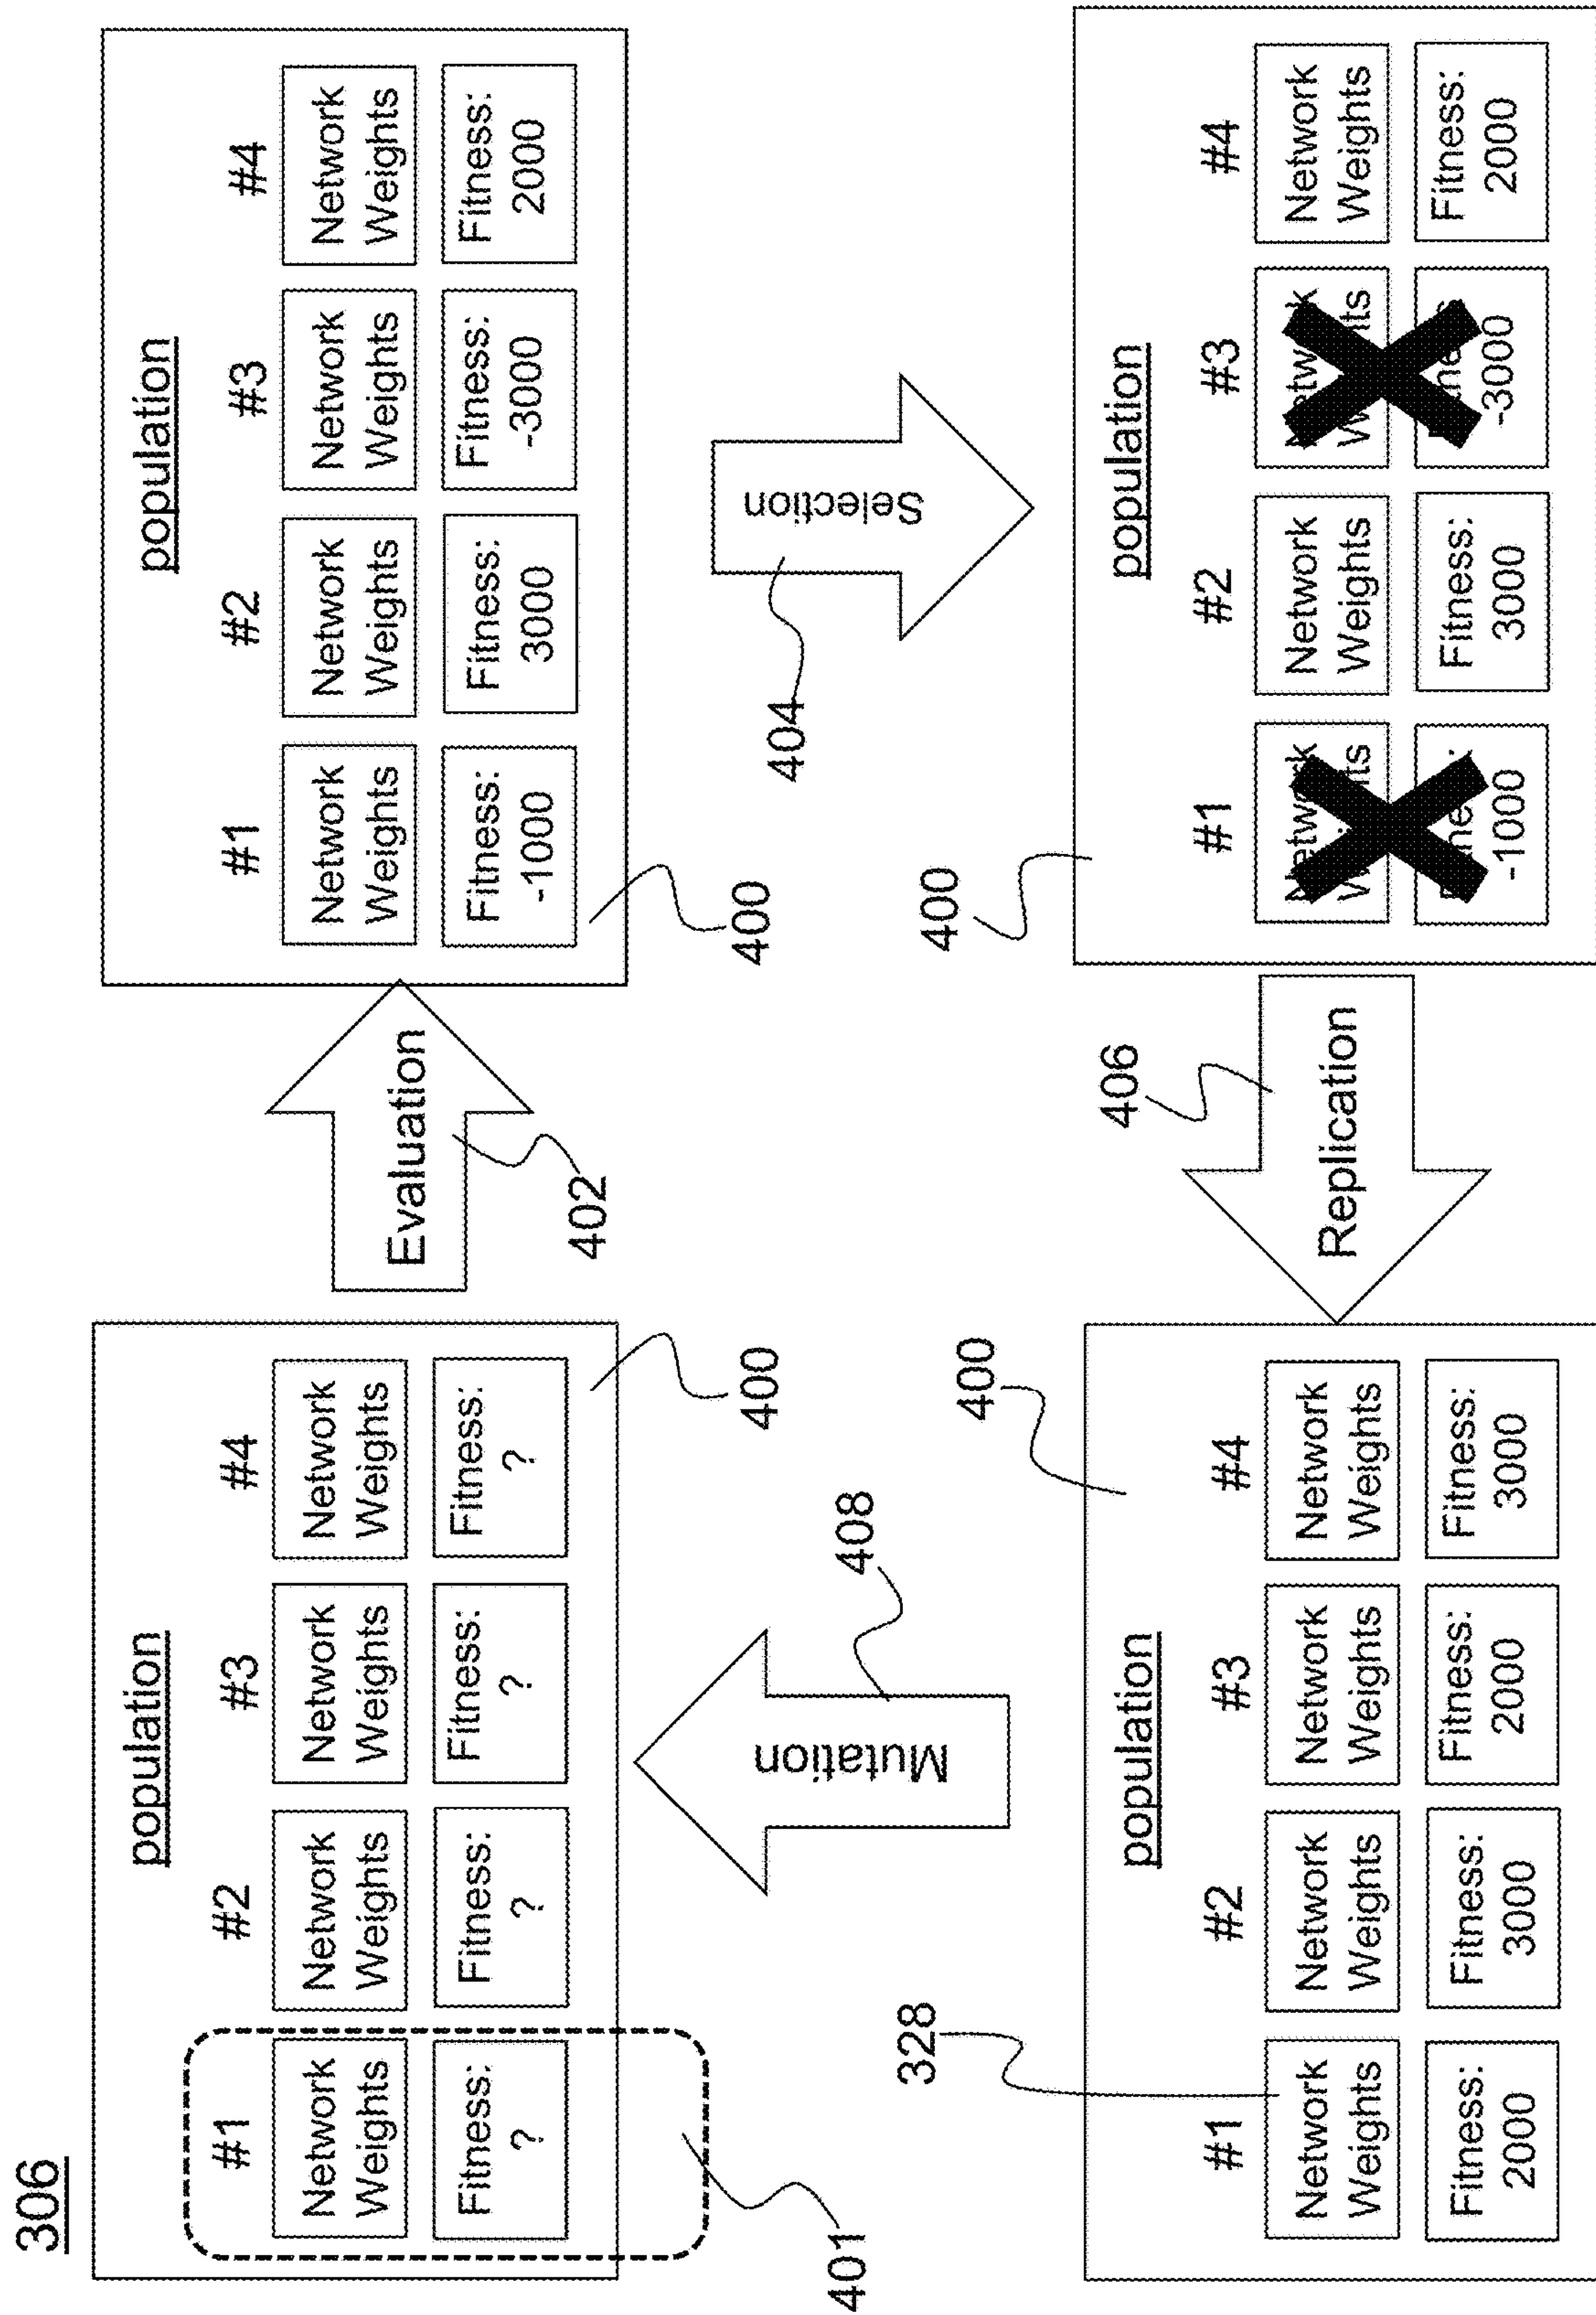 306
population
#1 #2 #3 #4
Network Network Network Network
Weights Weights Weights Weights
Fitness: Fitness: Fitness: Fitness:
? ? ? ?
401
400
Evaluation
402
population
#1 #2 #3 #4
Network Network Network Network
Weights Weights Weights Weights
Fitness: Fitness: Fitness: Fitness:
-1000 3000 -3000 2000
400
404
Selection
408
Mutation
328
400
population
#1 #2 #3 #4
Network Network Network Network
Weights Weights Weights Weights
Fitness: Fitness: Fitness: Fitness:
2000 3000 2000 3000
406
Replication
400
population
#1 #2 #3 #4
Network Network Network Network
Weights Weights
Fitness: Fitness:
-1000 3000 -3000 2000